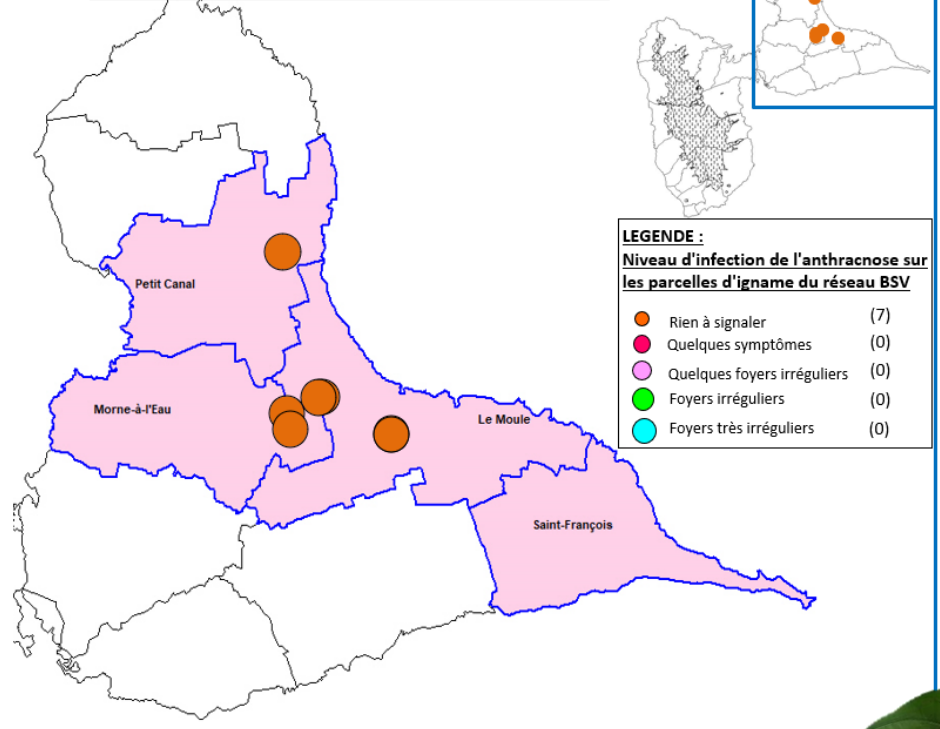 Petit Canal
Morne-à-l'Eau
Le Moule
Saint-François
LEGENDE :
Niveau d'infection de l'anthracnose sur
les parcelles d'igname du réseau BSV
Rien à signaler (7)
Quelques symptômes (0)
Quelques foyers irréguliers (0)
Foyers irréguliers (0)
Foyers très irréguliers (0)